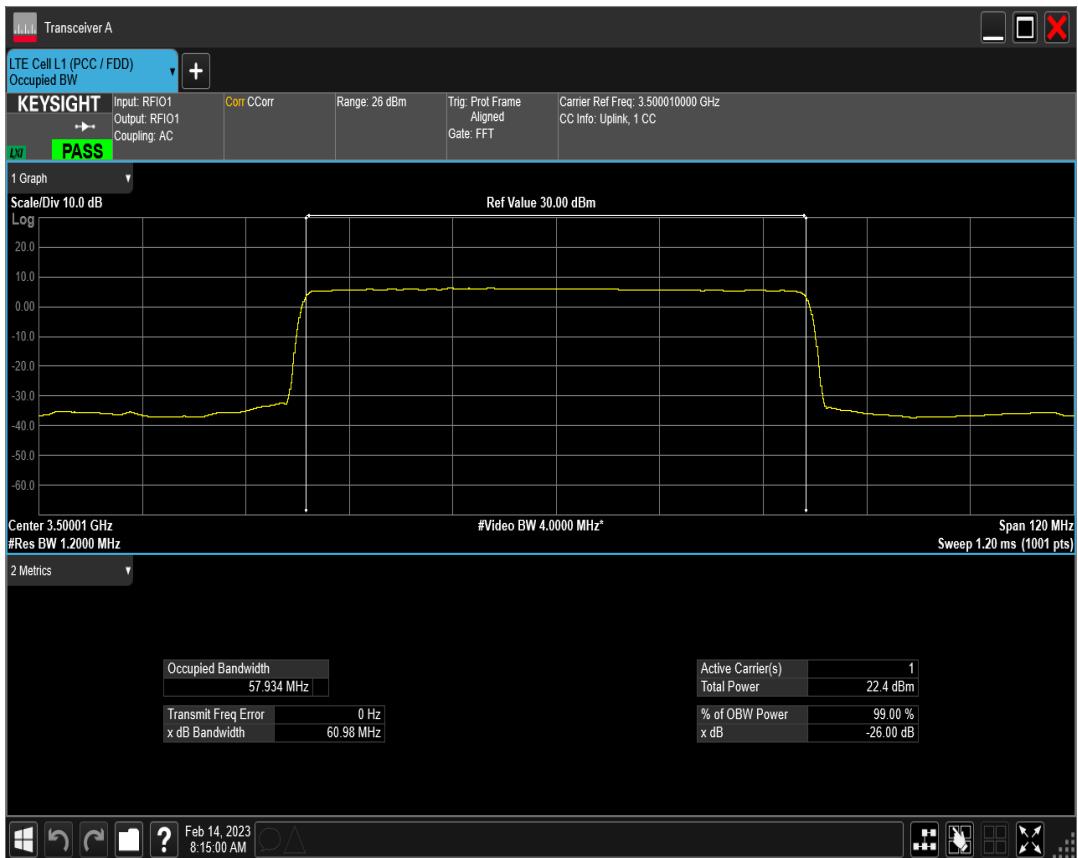 Transceiver A
LTE Cell L1 (PCC / FDD)
Occupied BW
KEYSIGHT
LXI
PASS
Input: RFIO1
Output: RFIO1
Coupling: AC
Corr CCorr
Range: 26 dBm
Trig: Prot Frame
Aligned
Gate: FFT
Carrier Ref Freq: 3.500010000 GHz
CC Info: Uplink, 1 CC
1 Graph
Scale/Div 10.0 dB
Ref Value 30.00 dBm
Log
20.0
10.0
0.00
-10.0
-20.0
-30.0
-40.0
-50.0
-60.0
Center 3.50001 GHz
#Video BW 4.0000 MHz*
Span 120 MHz
#Res BW 1.2000 MHz
Sweep 1.20 ms (1001 pts)
2 Metrics
Occupied Bandwidth
57.934 MHz
Transmit Freq Error 0 Hz
x dB Bandwidth 60.98 MHz
Active Carrier(s) 1
Total Power 22.4 dBm
% of OBW Power 99.00 %
x dB -26.00 dB
Feb 14, 2023
8:15:00 AM